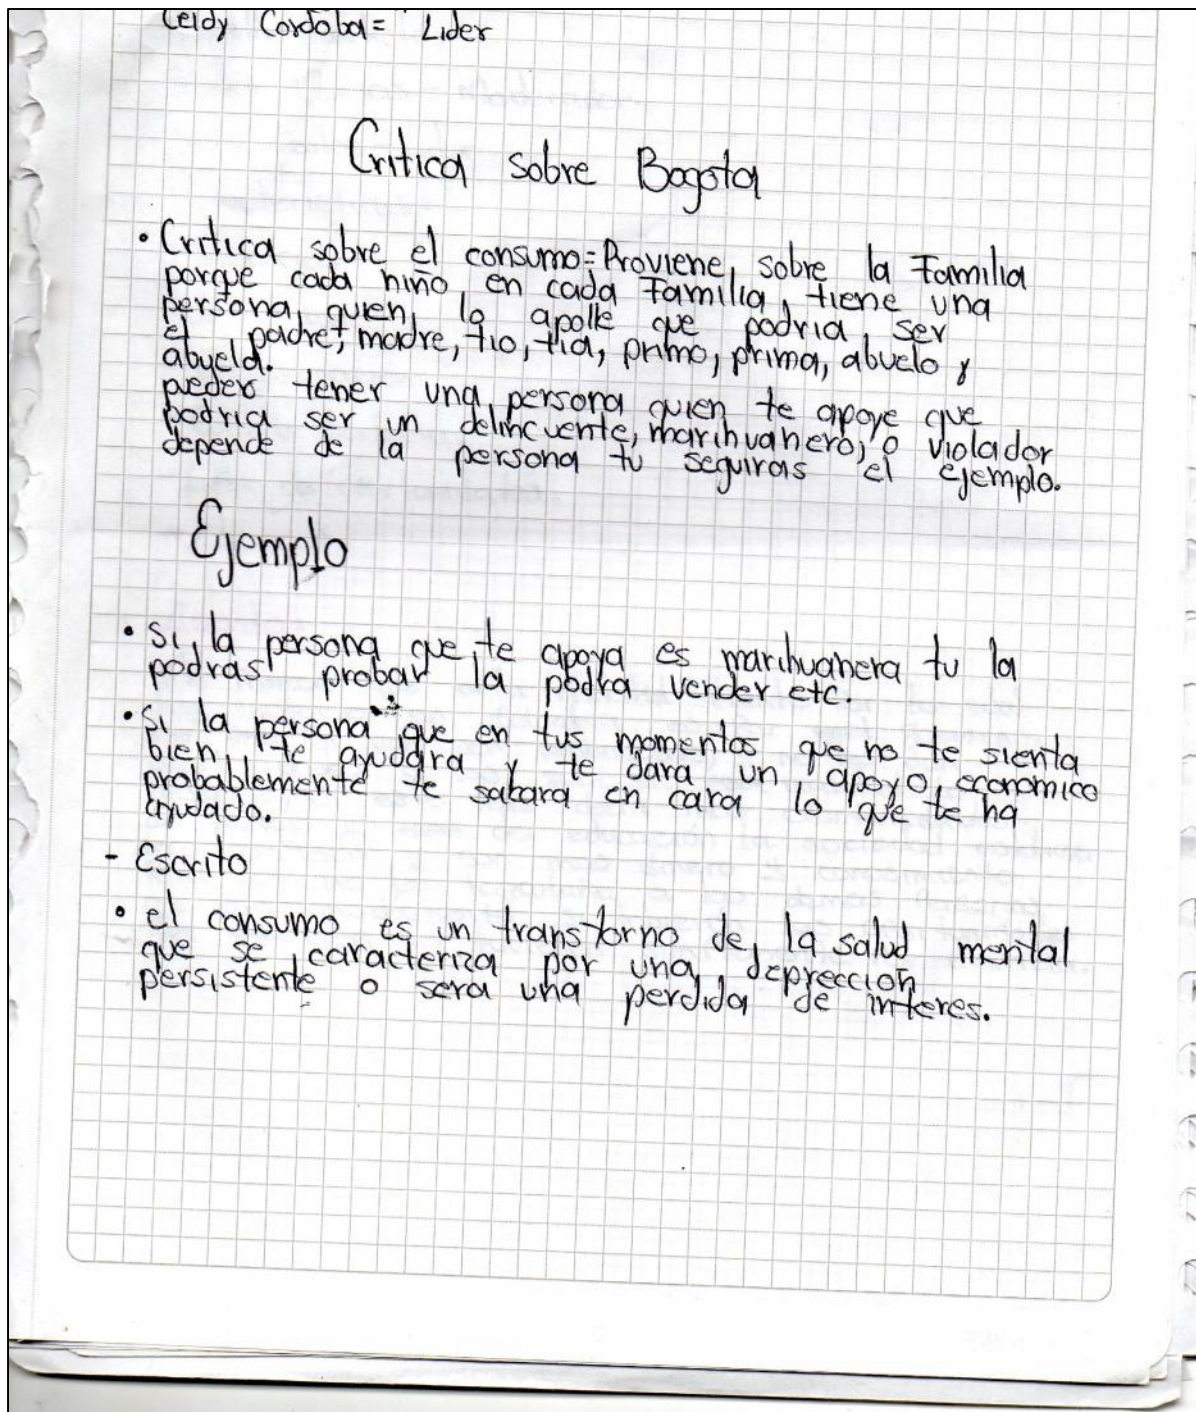 Leidy Cordoba = Lider
Critica sobre Bogota
• Critica sobre el consumo = Proviene, sobre la Familia
porque cada niño, en cada Familia, tiene una
persona, quien, lo apolle que podria, ser
el padre, madre, tio, tia, primo, prima, abuelo y
abuela.
puedes tener una, persona quien te apoye que
podria ser un delincuente, marihuanero, o violador
depende de la persona tu seguiras el ejemplo.
Ejemplo
• Si, la persona que, te apoya es marihuanera tu la
podras probar la podra vender etc.
• Si la persona que en tus momentos que no te sienta
bien, te ayudara y te dara un apoyo economico
probablemente te sacara en cara lo que te ha
ayudado.
- Escrito
• el consumo es un transtorno de, la salud mental
que se caracteriza por una, depreccion
persistente o sera una perdida de interes.